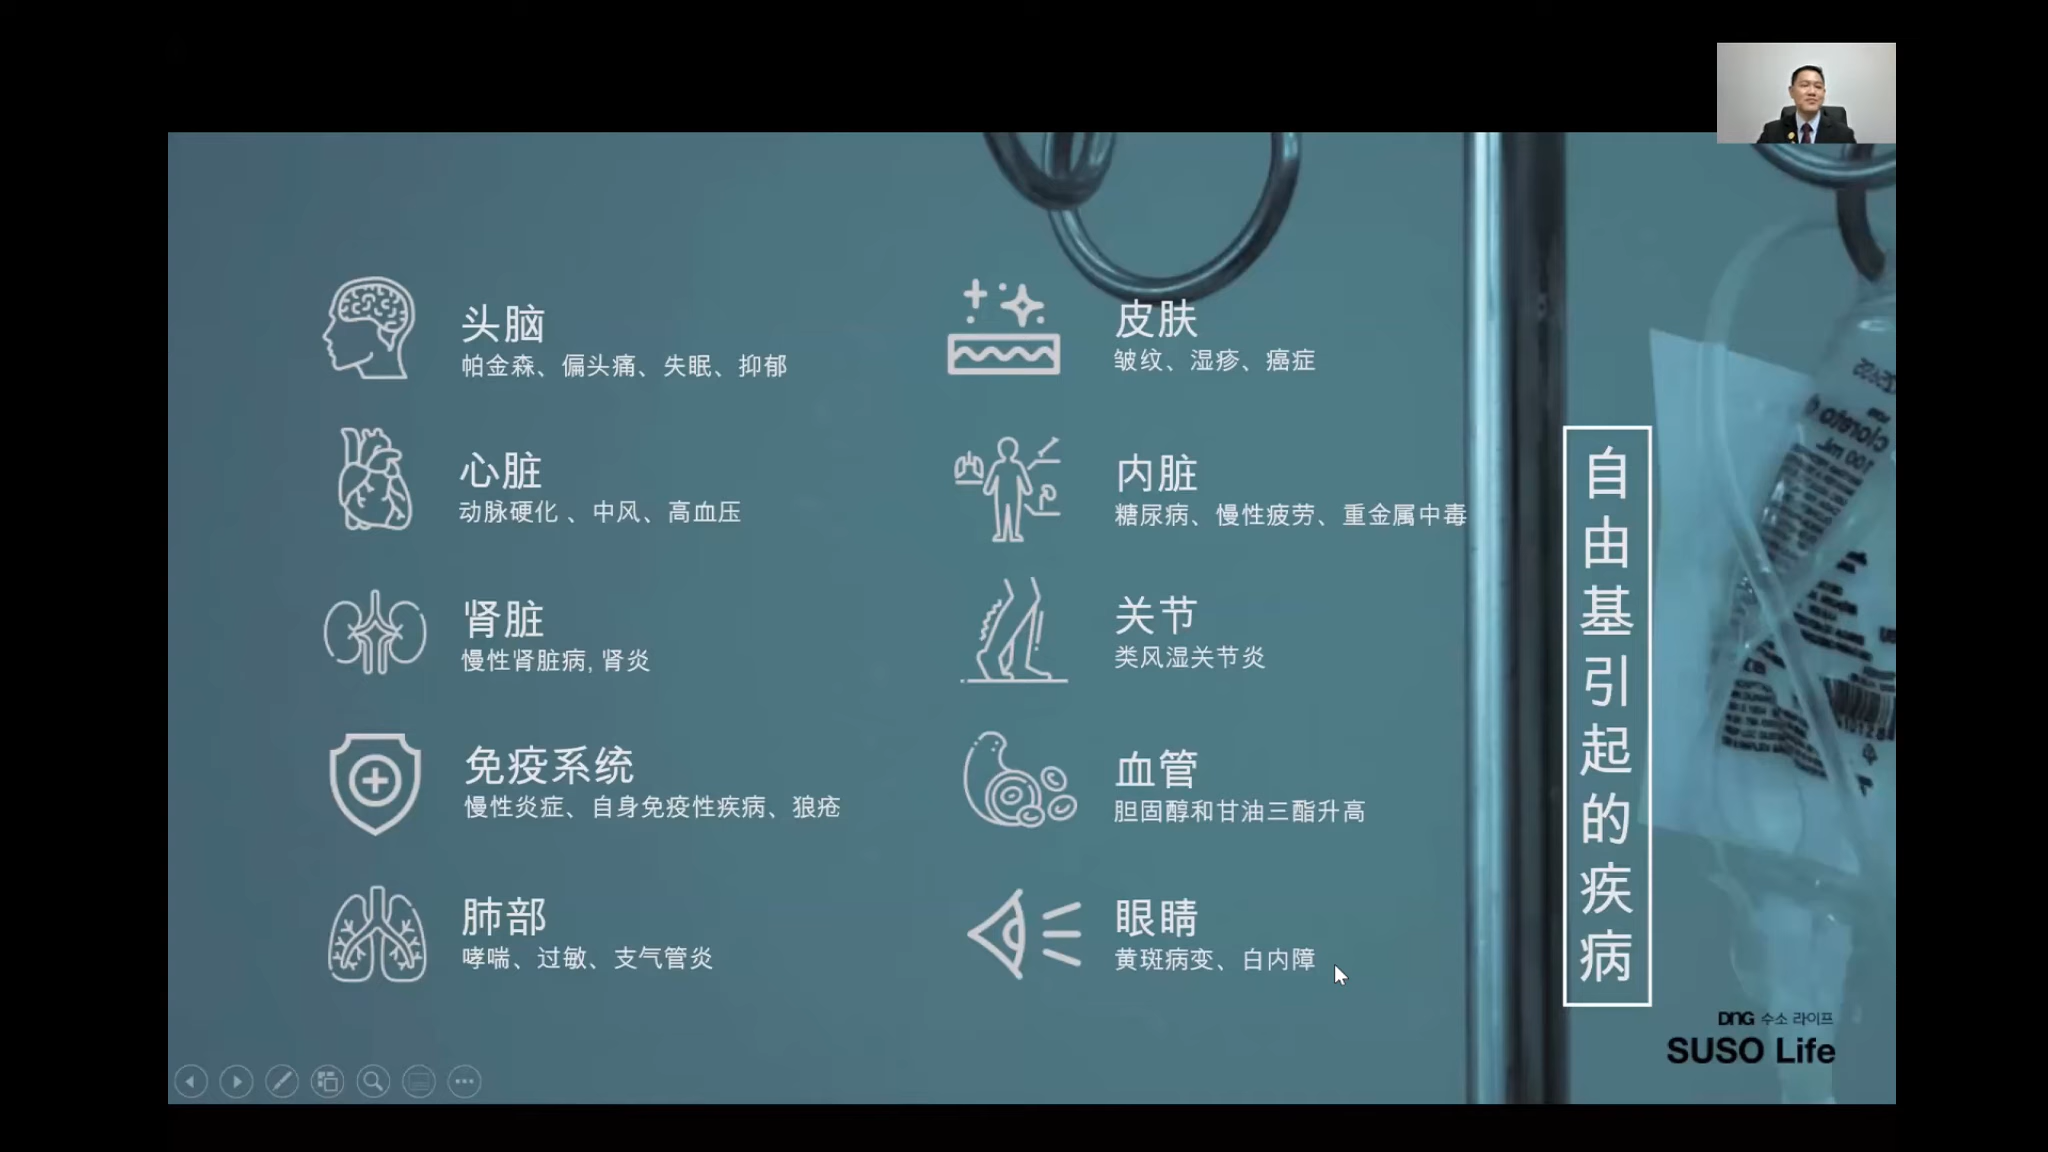 头脑
帕金森、偏头痛、失眠、抑郁
心脏
动脉硬化 、中风、高血压
肾脏
慢性肾脏病, 肾炎
免疫系统
慢性炎症、自身免疫性疾病、狼疮
肺部
哮喘、过敏、支气管炎
皮肤
皱纹、湿疹、癌症
内脏
糖尿病、慢性疲劳、重金属中毒
关节
类风湿关节炎
血管
胆固醇和甘油三酯升高
眼睛
黄斑病变、白内障
自由基引起的疾病
DNG 수소 라이프
SUSO Life